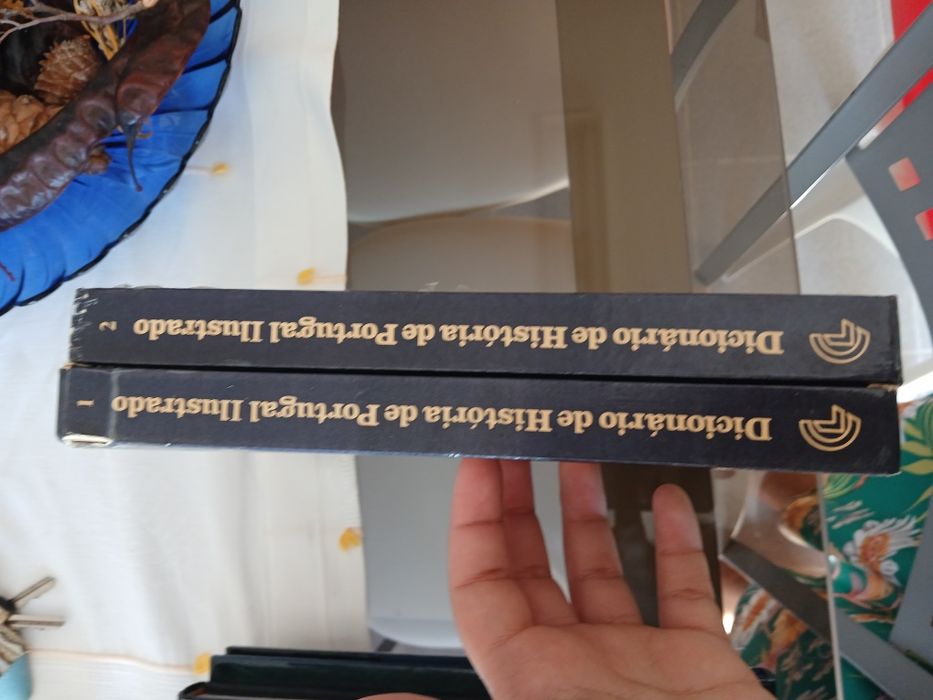 Dicionário de História de Portugal Ilustrado 1
Dicionário de História de Portugal Ilustrado 2